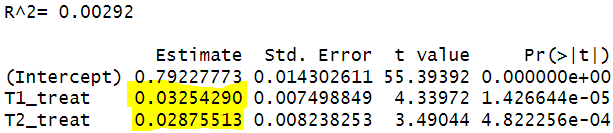 R^2= 0.00292
Estimate Std. Error t value Pr(>|t|)
(Intercept) 0.79227773 0.014302611 55.39392 0.000000e+00
T1_treat 0.03254290 0.007498849 4.33972 1.426644e-05
T2_treat 0.02875513 0.008238253 3.49044 4.822256e-04